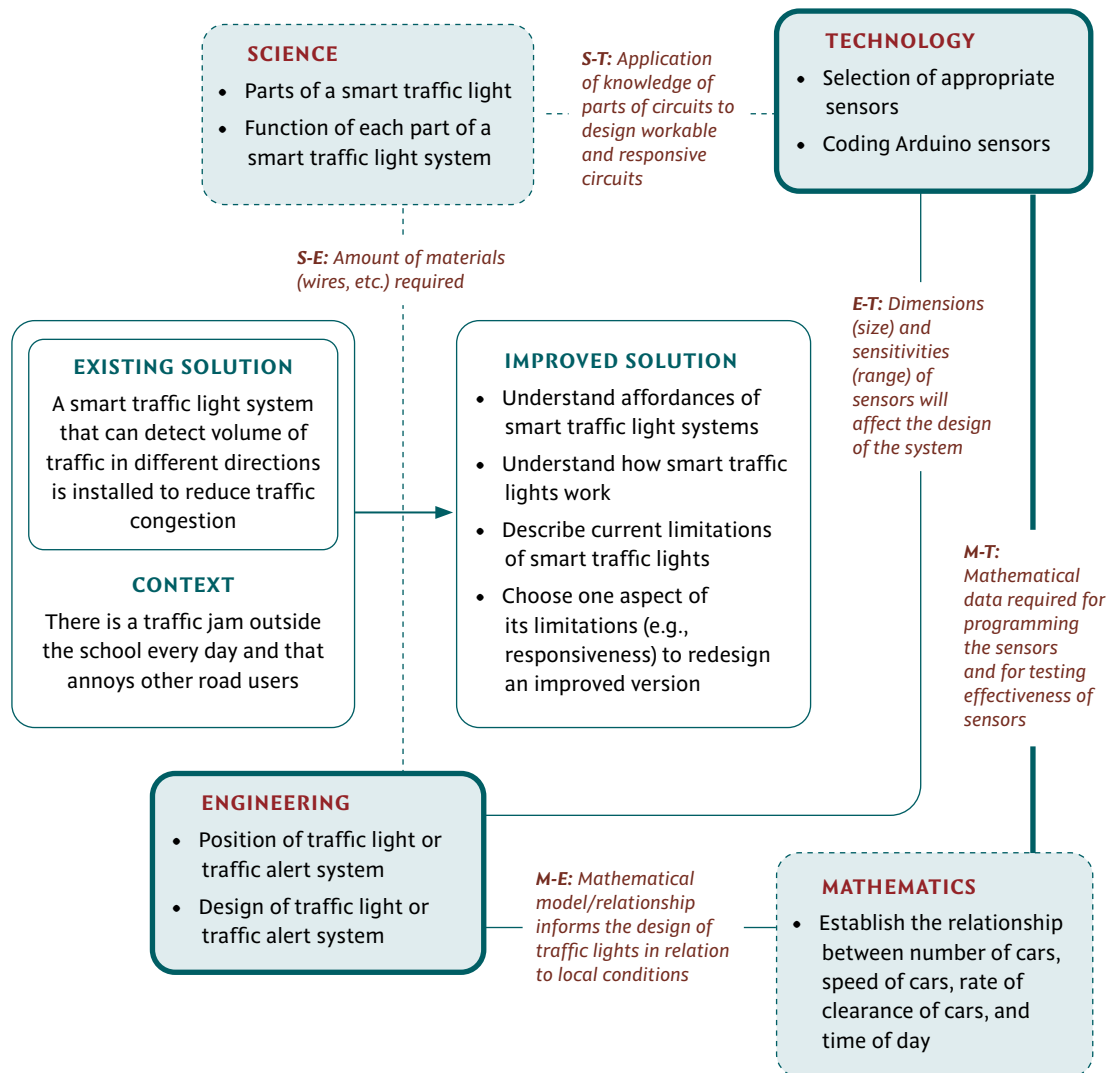 SCIENCE
• Parts of a smart traffic light
• Function of each part of a
smart traffic light system
S-T: Application
of knowledge of
parts of circuits to
design workable
and responsive
circuits
TECHNOLOGY
• Selection of appropriate
sensors
• Coding Arduino sensors
S-E: Amount of materials
(wires, etc.) required
E-T: Dimensions
(size) and
sensitivities
(range) of
sensors will
affect the design
of the system
EXISTING SOLUTION
A smart traffic light system
that can detect volume of
traffic in different directions
is installed to reduce traffic
congestion
CONTEXT
There is a traffic jam outside
the school every day and that
annoys other road users
IMPROVED SOLUTION
• Understand affordances of
smart traffic light systems
• Understand how smart traffic
lights work
• Describe current limitations
of smart traffic lights
• Choose one aspect of
its limitations (e.g.,
responsiveness) to redesign
an improved version
M-T:
Mathematical
data required for
programming
the sensors
and for testing
effectiveness of
sensors
ENGINEERING
• Position of traffic light or
traffic alert system
• Design of traffic light or
traffic alert system
M-E: Mathematical
model/relationship
informs the design of
traffic lights in relation
to local conditions
MATHEMATICS
• Establish the relationship
between number of cars,
speed of cars, rate of
clearance of cars, and
time of day